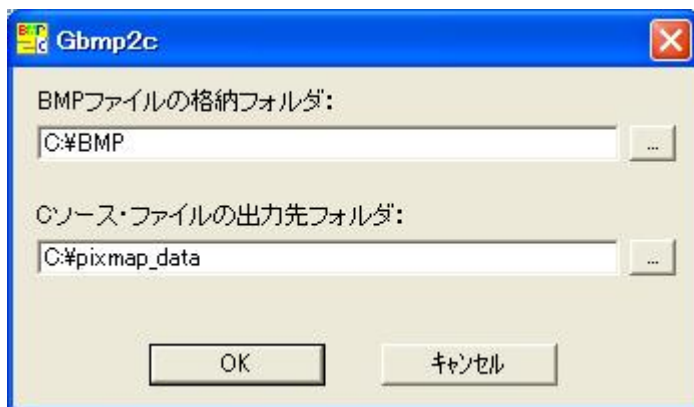 BMP
C
Gbmp2c
BMPファイルの格納フォルダ:
C:¥BMP
...
Cソース・ファイルの出力先フォルダ:
C:¥pixmap_data
...
OK
キャンセル